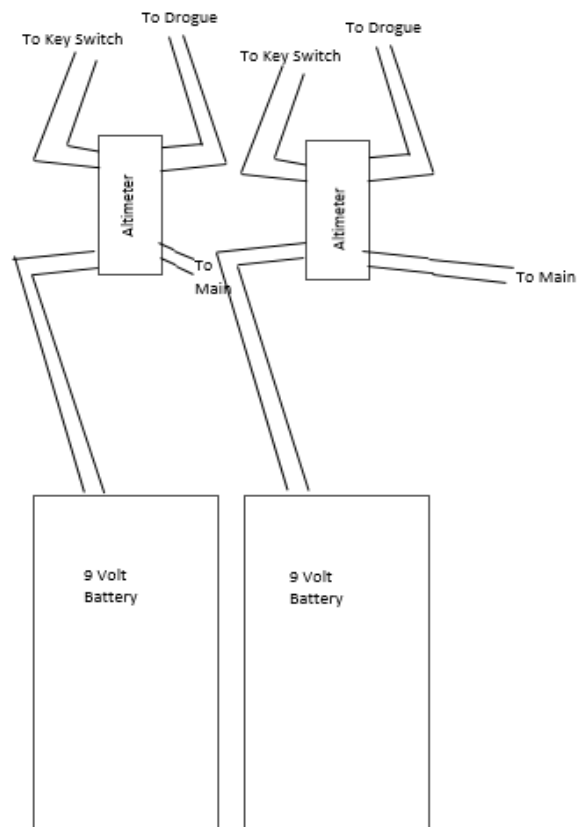 To Key Switch
To Drogue
Altimeter
To
Main
9 Volt
Battery
To Key Switch
To Drogue
Altimeter
To Main
9 Volt
Battery